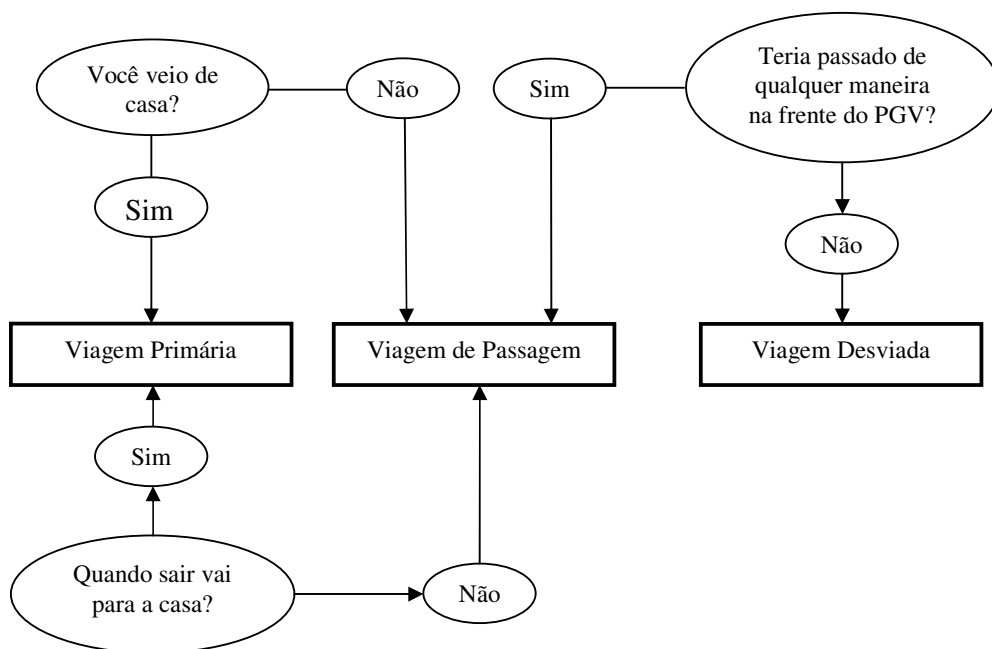 Você veio de
casa?
Não
Sim
Teria passado de
qualquer maneira
na frente do PGV?
Sim
Não
Viagem Primária
Viagem de Passagem
Viagem Desviada
Sim
Quando sair vai
para a casa?
Não